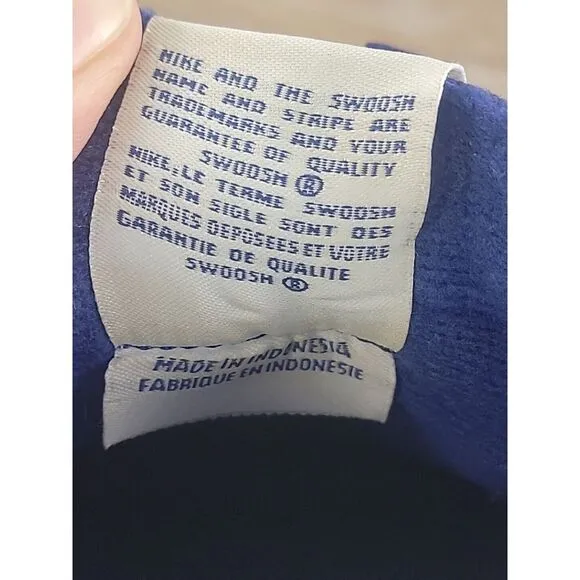 NIKE AND THE SWOOSH
NAME AND STRIPE ARE
TRADEMARKS AND YOUR
GUARANTEE OF QUALITY
SWOOSH ®
NIKE, LE TERME SWOOSH
ET SON SIGLE SONT DES
MARQUES DEPOSEES ET VOTRE
GARANTIE DE QUALITE
SWOOSH ®
MADE IN INDONESIA
FABRIQUE EN INDONESIE